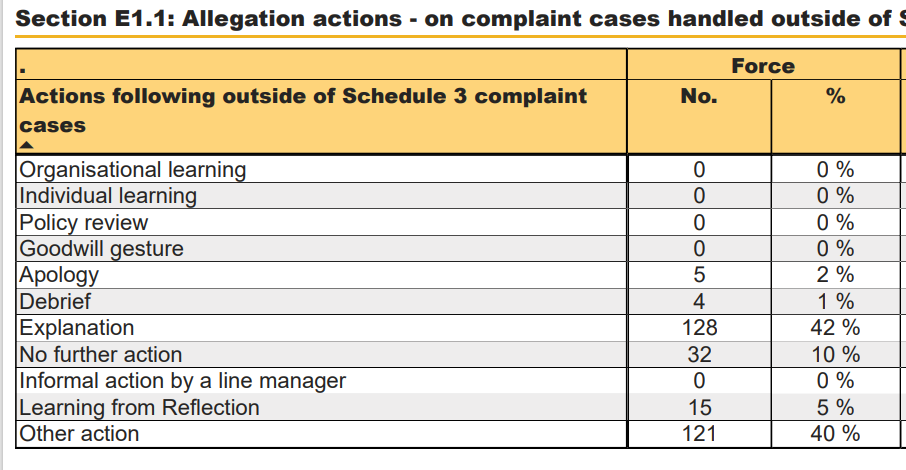 Section E1.1: Allegation actions - on complaint cases handled outside of
.
Force
Actions following outside of Schedule 3 complaint
cases
No.
%
Organisational learning 0 0 %
Individual learning 0 0 %
Policy review 0 0 %
Goodwill gesture 0 0 %
Apology 5 2 %
Debrief 4 1 %
Explanation 128 42 %
No further action 32 10 %
Informal action by a line manager 0 0 %
Learning from Reflection 15 5 %
Other action 121 40 %